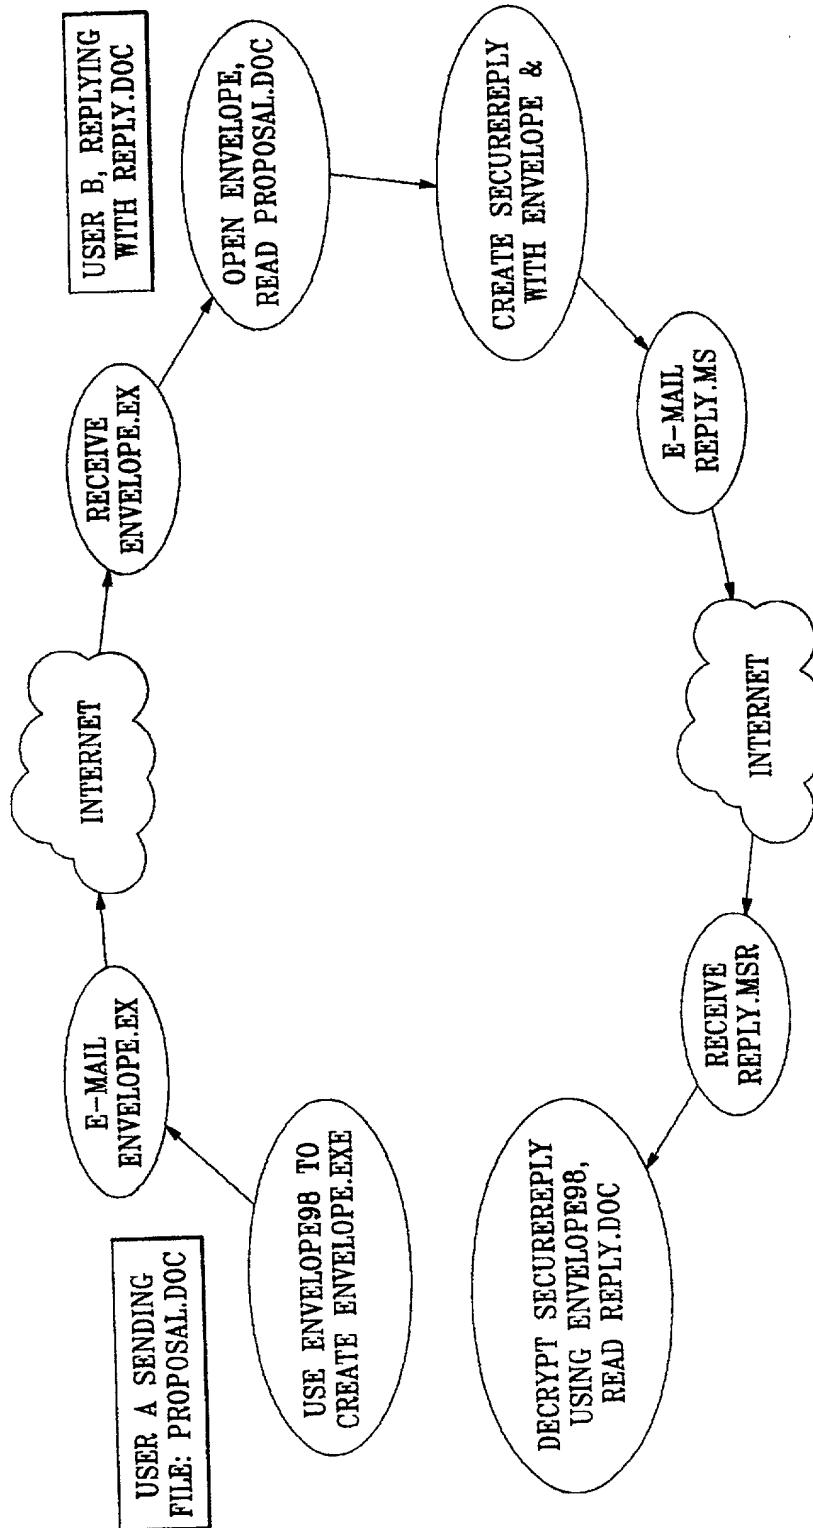 USER A SENDING
FILE: PROPOSAL.DOC
USE ENVELOPE98 TO
CREATE ENVELOPE.EXE
E-MAIL
ENVELOPE.EX
INTERNET
RECEIVE
ENVELOPE.EX
USER B, REPLYING
WITH REPLY.DOC
OPEN ENVELOPE,
READ PROPOSAL.DOC
CREATE SECUREREPLY
WITH ENVELOPE &
E-MAIL
REPLY.MS
INTERNET
RECEIVE
REPLY.MSR
DECRYPT SECUREREPLY
USING ENVELOPE98,
READ REPLY.DOC